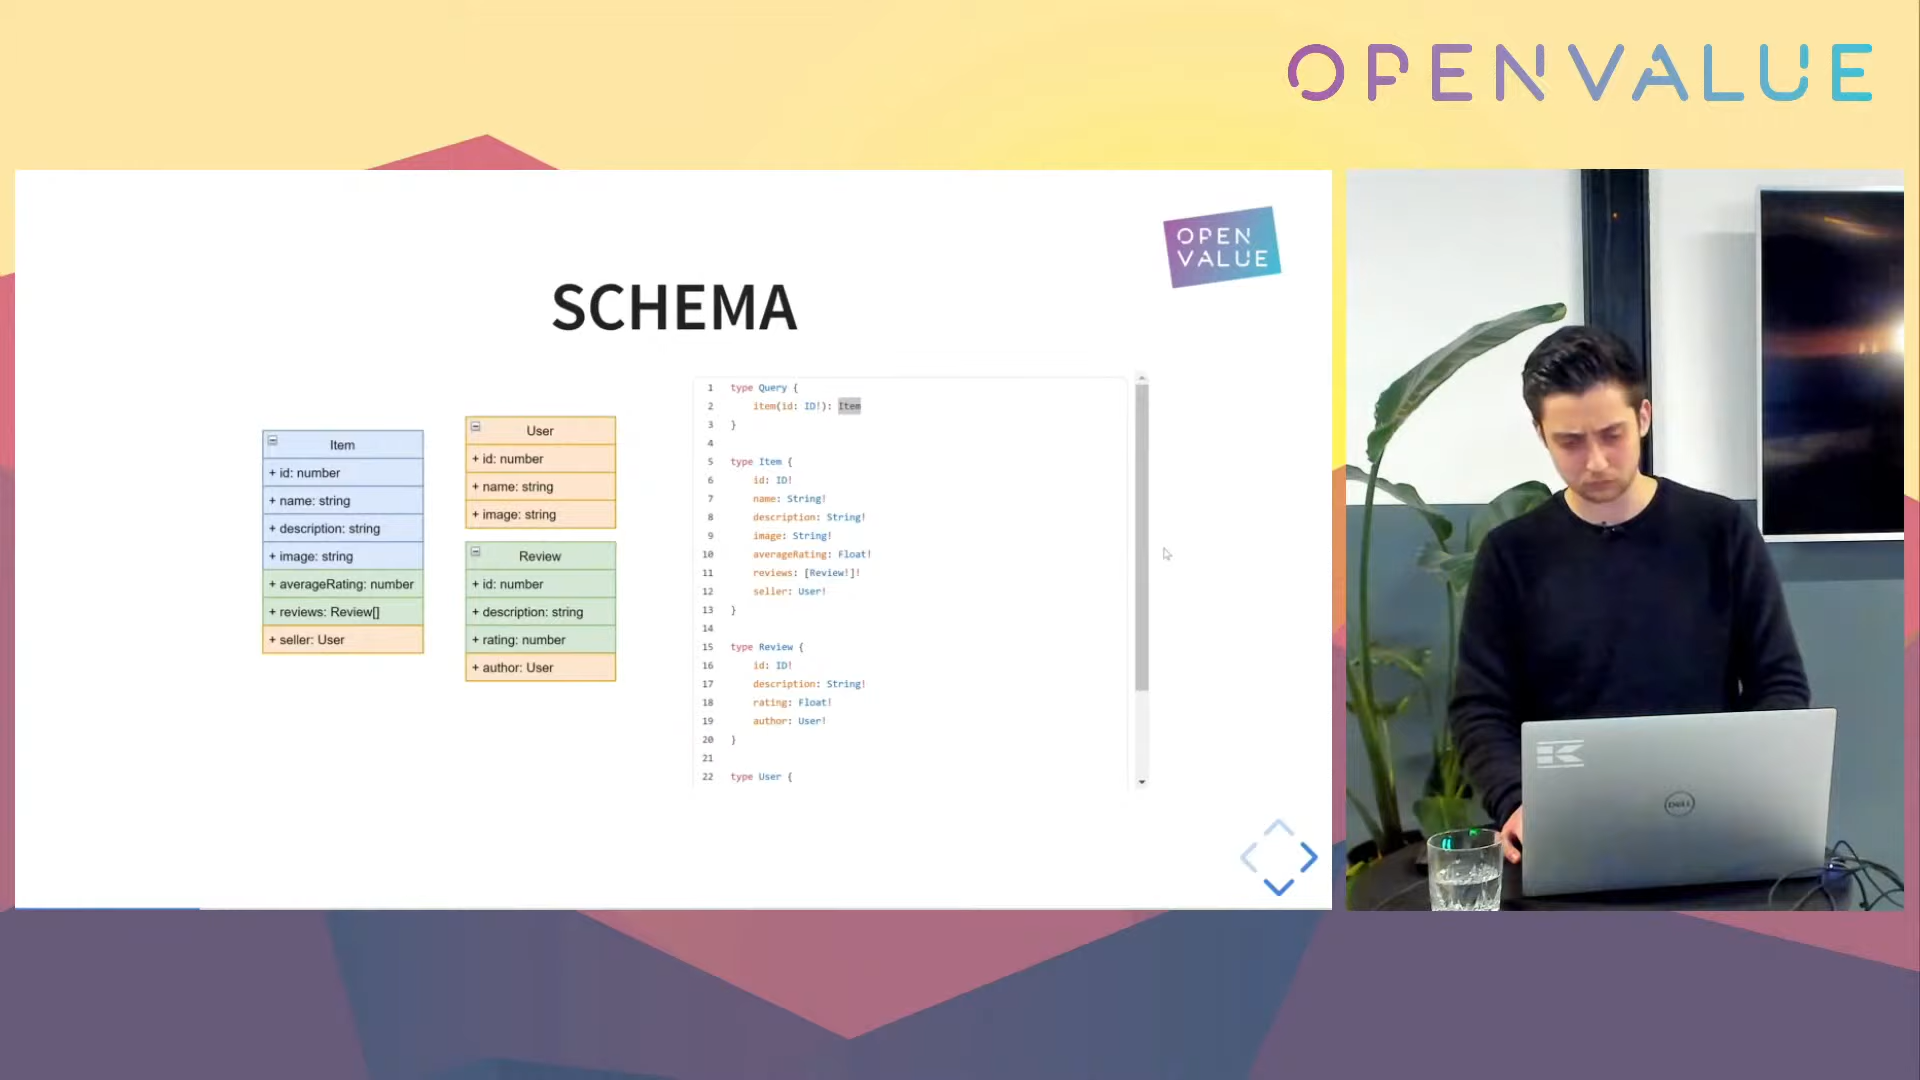 OPENVALUE
OPEN
VALUE
SCHEMA
Item
+ id: number
+ name: string
+ description: string
+ image: string
+ averageRating: number
+ reviews: Review[]
+ seller: User
User
+ id: number
+ name: string
+ image: string
Review
+ id: number
+ description: string
+ rating: number
+ author: User
1 type Query {
2 item(id: ID!): Item
3 }
4
5 type Item {
6 id: ID!
7 name: String!
8 description: String!
9 image: String!
10 averageRating: Float!
11 reviews: [Review!]!
12 seller: User!
13 }
14
15 type Review {
16 id: ID!
17 description: String!
18 rating: Float!
19 author: User!
20 }
21
22 type User {
DELL